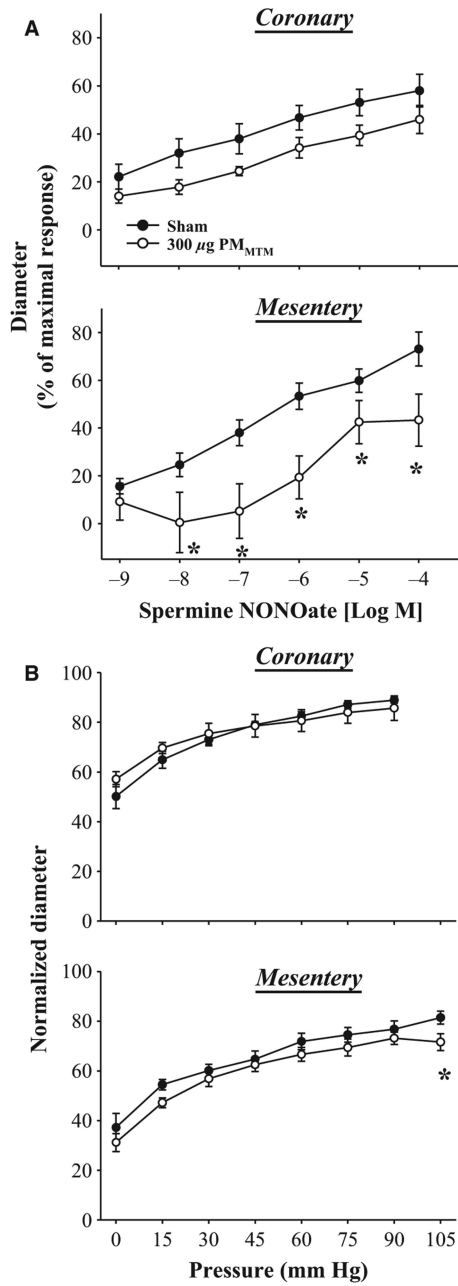 A
Coronary
80
60
40
20
0
Sham
300 μg PMMTM
Diameter
(% of maximal response)
Mesentery
80
60
40
20
0
* * * * *
–9 –8 –7 –6 –5 –4
Spermine NONOate [Log M]
B
Coronary
100
80
60
40
20
0
Normalized diameter
Mesentery
100
80
60
40
20
0
*
0 15 30 45 60 75 90 105
Pressure (mm Hg)